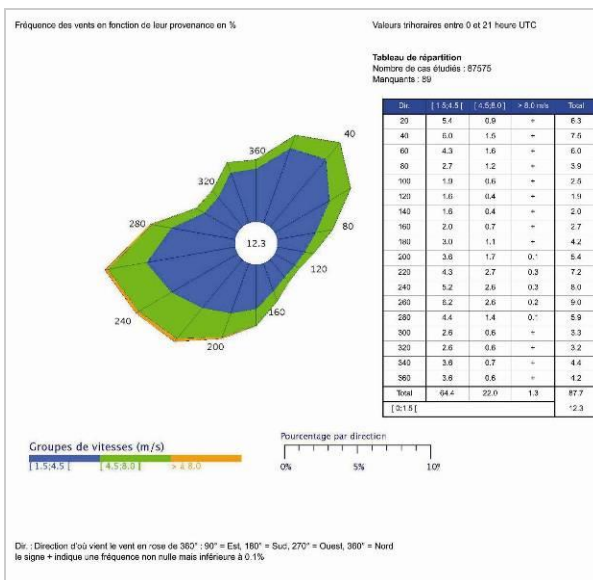 Fréquence des vents en fonction de leur provenance en %
Valeurs trihoraires entre 0 et 21 heure UTC
Tableau de répartition
Nombre de cas étudiés : 87575
Manquants : 89
Dir. [ 1.5;4.5 [ [ 4.5;8.0 ] > 8.0 m/s Total
20 5.4 0.9 + 6.3
40 6.0 1.5 + 7.5
60 4.3 1.6 + 6.0
80 2.7 1.2 + 3.9
100 1.9 0.6 + 2.5
120 1.6 0.4 + 1.9
140 1.6 0.4 + 2.0
160 2.0 0.7 + 2.7
180 3.0 1.1 + 4.2
200 3.6 1.7 0.1 5.4
220 4.3 2.7 0.3 7.2
240 5.2 2.6 0.3 8.0
260 6.2 2.6 0.2 9.0
280 4.4 1.4 0.1 5.9
300 2.6 0.6 + 3.3
320 2.6 0.6 + 3.2
340 3.6 0.7 + 4.4
360 3.6 0.6 + 4.2
Total 64.4 22.0 1.3 87.7
[ 0;1.5 [ 12.3
40
360
320
280
80
12.3
120
160
240
200
Groupes de vitesses (m/s)
[ 1.5;4.5 [ [ 4.5;8.0 ] > à 8.0
Pourcentage par direction
0% 5% 10%
Dir. : Direction d'où vient le vent en rose de 360° : 90° = Est, 180° = Sud, 270° = Ouest, 360° = Nord
le signe + indique une fréquence non nulle mais inférieure à 0.1%